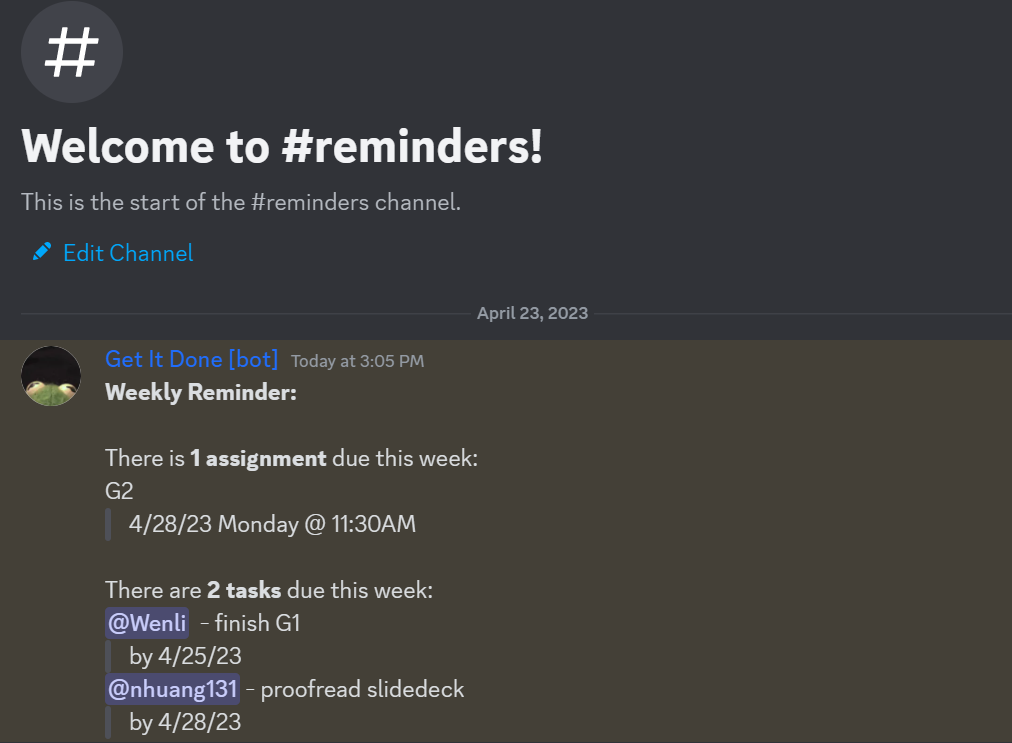 #
Welcome to #reminders!
This is the start of the #reminders channel.
Edit Channel
April 23, 2023
Get It Done [bot] Today at 3:05 PM
Weekly Reminder:
There is 1 assignment due this week:
G2
4/28/23 Monday @ 11:30AM
There are 2 tasks due this week:
@Wenli - finish G1
by 4/25/23
@nhuang131 - proofread slidedeck
by 4/28/23